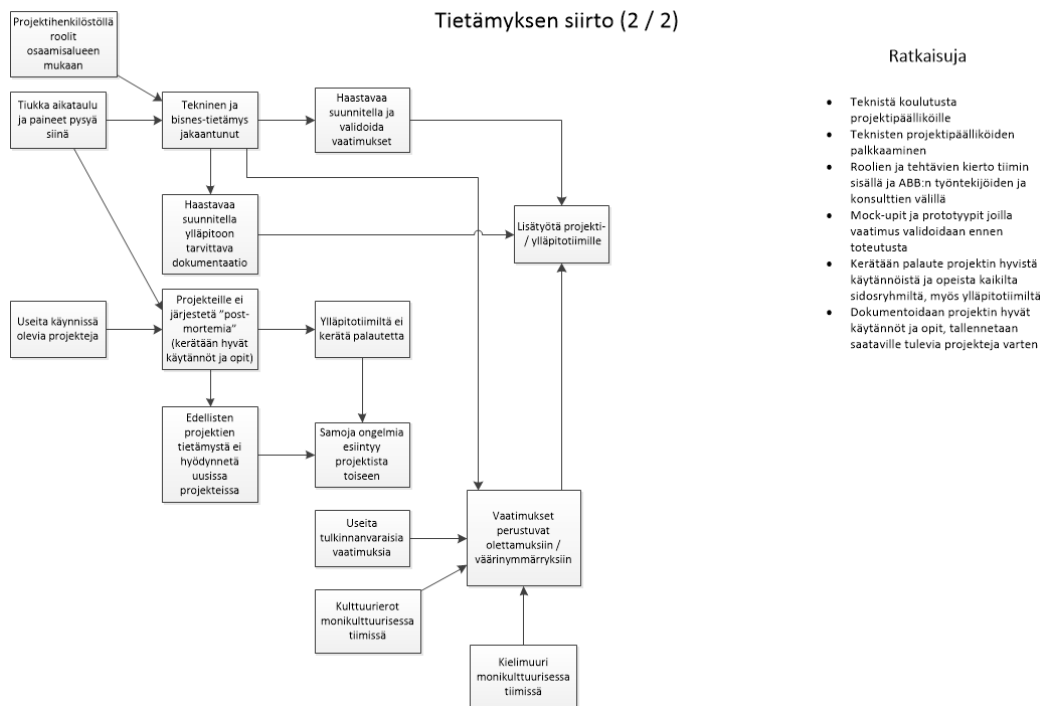 Tietämyksen siirto (2 / 2)
Projektihenkilöstöllä
roolit
osaamisalueen
mukaan
Tiukka aikataulu
ja paineet pysyä
siinä
Tekninen ja
bisnes-tietämys
jakaantunut
Haastavaa
suunnitella ja
validoida
vaatimukset
Haastavaa
suunnitella
ylläpitoon
tarvittava
dokumentaatio
Lisätyötä projekti-
/ ylläpitotiimille
Useita käynnissä
olevia projekteja
Projekteille ei
järjestetä ”post-
mortemia”
(kerätään hyvät
käytännöt ja opit)
Ylläpitotiimiltä ei
kerätä palautetta
Edellisten
projektien
tietämystä ei
hyödynnetä
uusissa
projekteissa
Samoja ongelmia
esiintyy
projektista
toiseen
Useita
tulkinnanvaraisia
vaatimuksia
Vaatimukset
perustuvat
olettamuksiin /
väärinymmärryksiin
Kulttuurierot
monikulttuurisessa
tiimissä
Kielimuuri
monikulttuurisessa
tiimissä
Ratkaisuja
• Teknistä koulutusta
projektipäälliköille
• Teknisten projektipäälliköiden
palkkaaminen
• Roolien ja tehtävien kierto tiimin
sisällä ja ABB:n työntekijöiden ja
konsulttien välillä
• Mock-upit ja prototyypit joilla
vaatimus validoidaan ennen
toteutusta
• Kerätään palaute projektin hyvistä
käytännöistä ja opeista kaikilta
sidosryhmiltä, myös ylläpitotiimiltä
• Dokumentoidaan projektin hyvät
käytännöt ja opit, tallennetaan
saataville tulevia projekteja varten